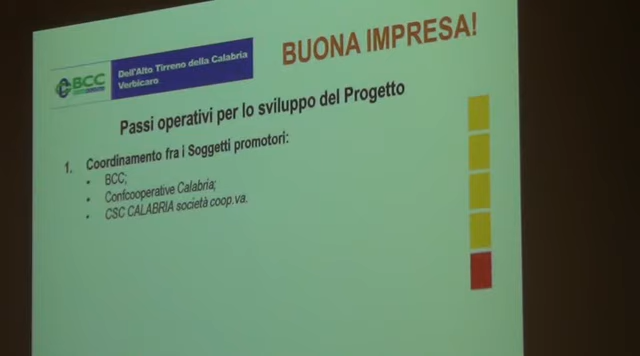 BUONA IMPRESA!
BCC
Dell'Alto Tirreno della Calabria
Verbicaro
Passi operativi per lo sviluppo del Progetto
1. Coordinamento fra i Soggetti promotori:
• BCC;
• Confcooperative Calabria;
• CSC CALABRIA società coop.va.